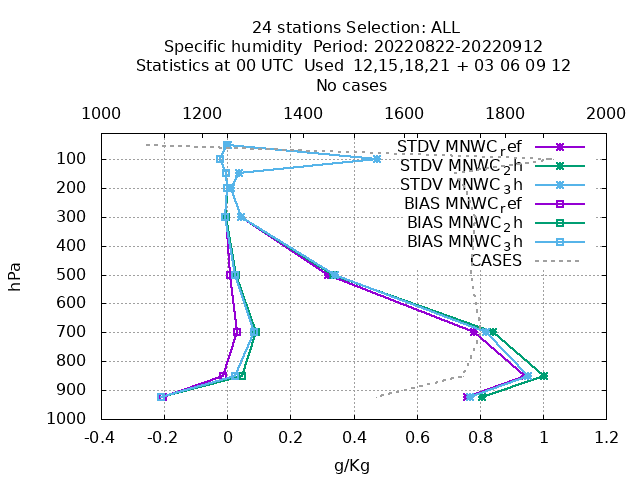 24 stations Selection: ALL
Specific humidity  Period: 20220822-20220912
Statistics at 00 UTC  Used  12,15,18,21 + 03 06 09 12
No cases
1000 1200 1400 1600 1800 2000
STDV MNWC_ref
STDV MNWC_2h
STDV MNWC_3h
BIAS MNWC_ref
BIAS MNWC_2h
BIAS MNWC_3h
CASES
100
200
300
400
500
600
700
800
900
1000
hPa
-0.4 -0.2 0 0.2 0.4 0.6 0.8 1 1.2
g/Kg